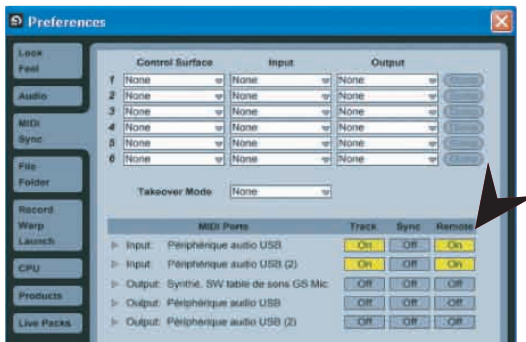 Preferences
Look
Feel
Audio
MIDI
Sync
File
Folder
Record
Warp
Launch
CPU
Products
Live Packs
Control Surface Input Output
1 None None None
2 None None None
3 None None None
4 None None None
5 None None None
6 None None None
Takeover Mode None
MIDI Ports Track Sync Remote
Input: Périphérique audio USB On Off On
Input: Périphérique audio USB (2) On Off On
Output: Synthé. SW table de sons GS Mic Off Off Off
Output: Périphérique audio USB Off Off Off
Output: Périphérique audio USB (2) Off Off Off